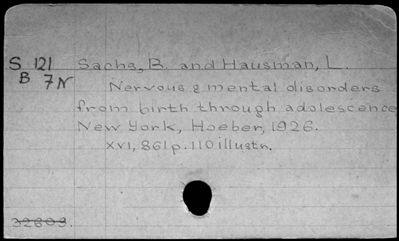 S 121 Sachs, B. and Hausman, L.
B 7N
Nervous & mental disorders
from birth through adolescence
New York, Hoeber, 1926.
xvi, 861p. 110 illustr.
32803.